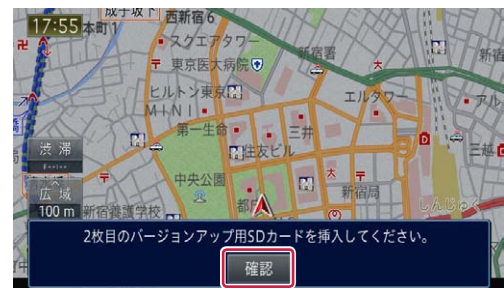 17:55
成子坂下
本町1
西新宿6
スクエアタワー
東京医大病院
新宿署
ヒルトン東京
MINI
エルタワー
第一生命
三井
住友ビル
三越
渋滞
中央公園
新宿局
広域
100m
新宿養護学校
都庁
しんじゅく
2枚目のバージョンアップ用SDカードを挿入してください。
確認